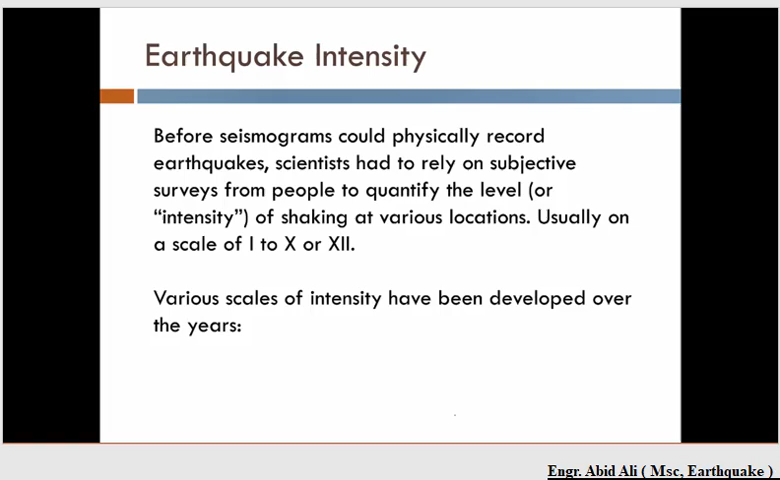 Earthquake Intensity
Before seismograms could physically record
earthquakes, scientists had to rely on subjective
surveys from people to quantify the level (or
“intensity”) of shaking at various locations. Usually on
a scale of I to X or XII.
Various scales of intensity have been developed over
the years:
Engr. Abid Ali ( Msc, Earthquake )